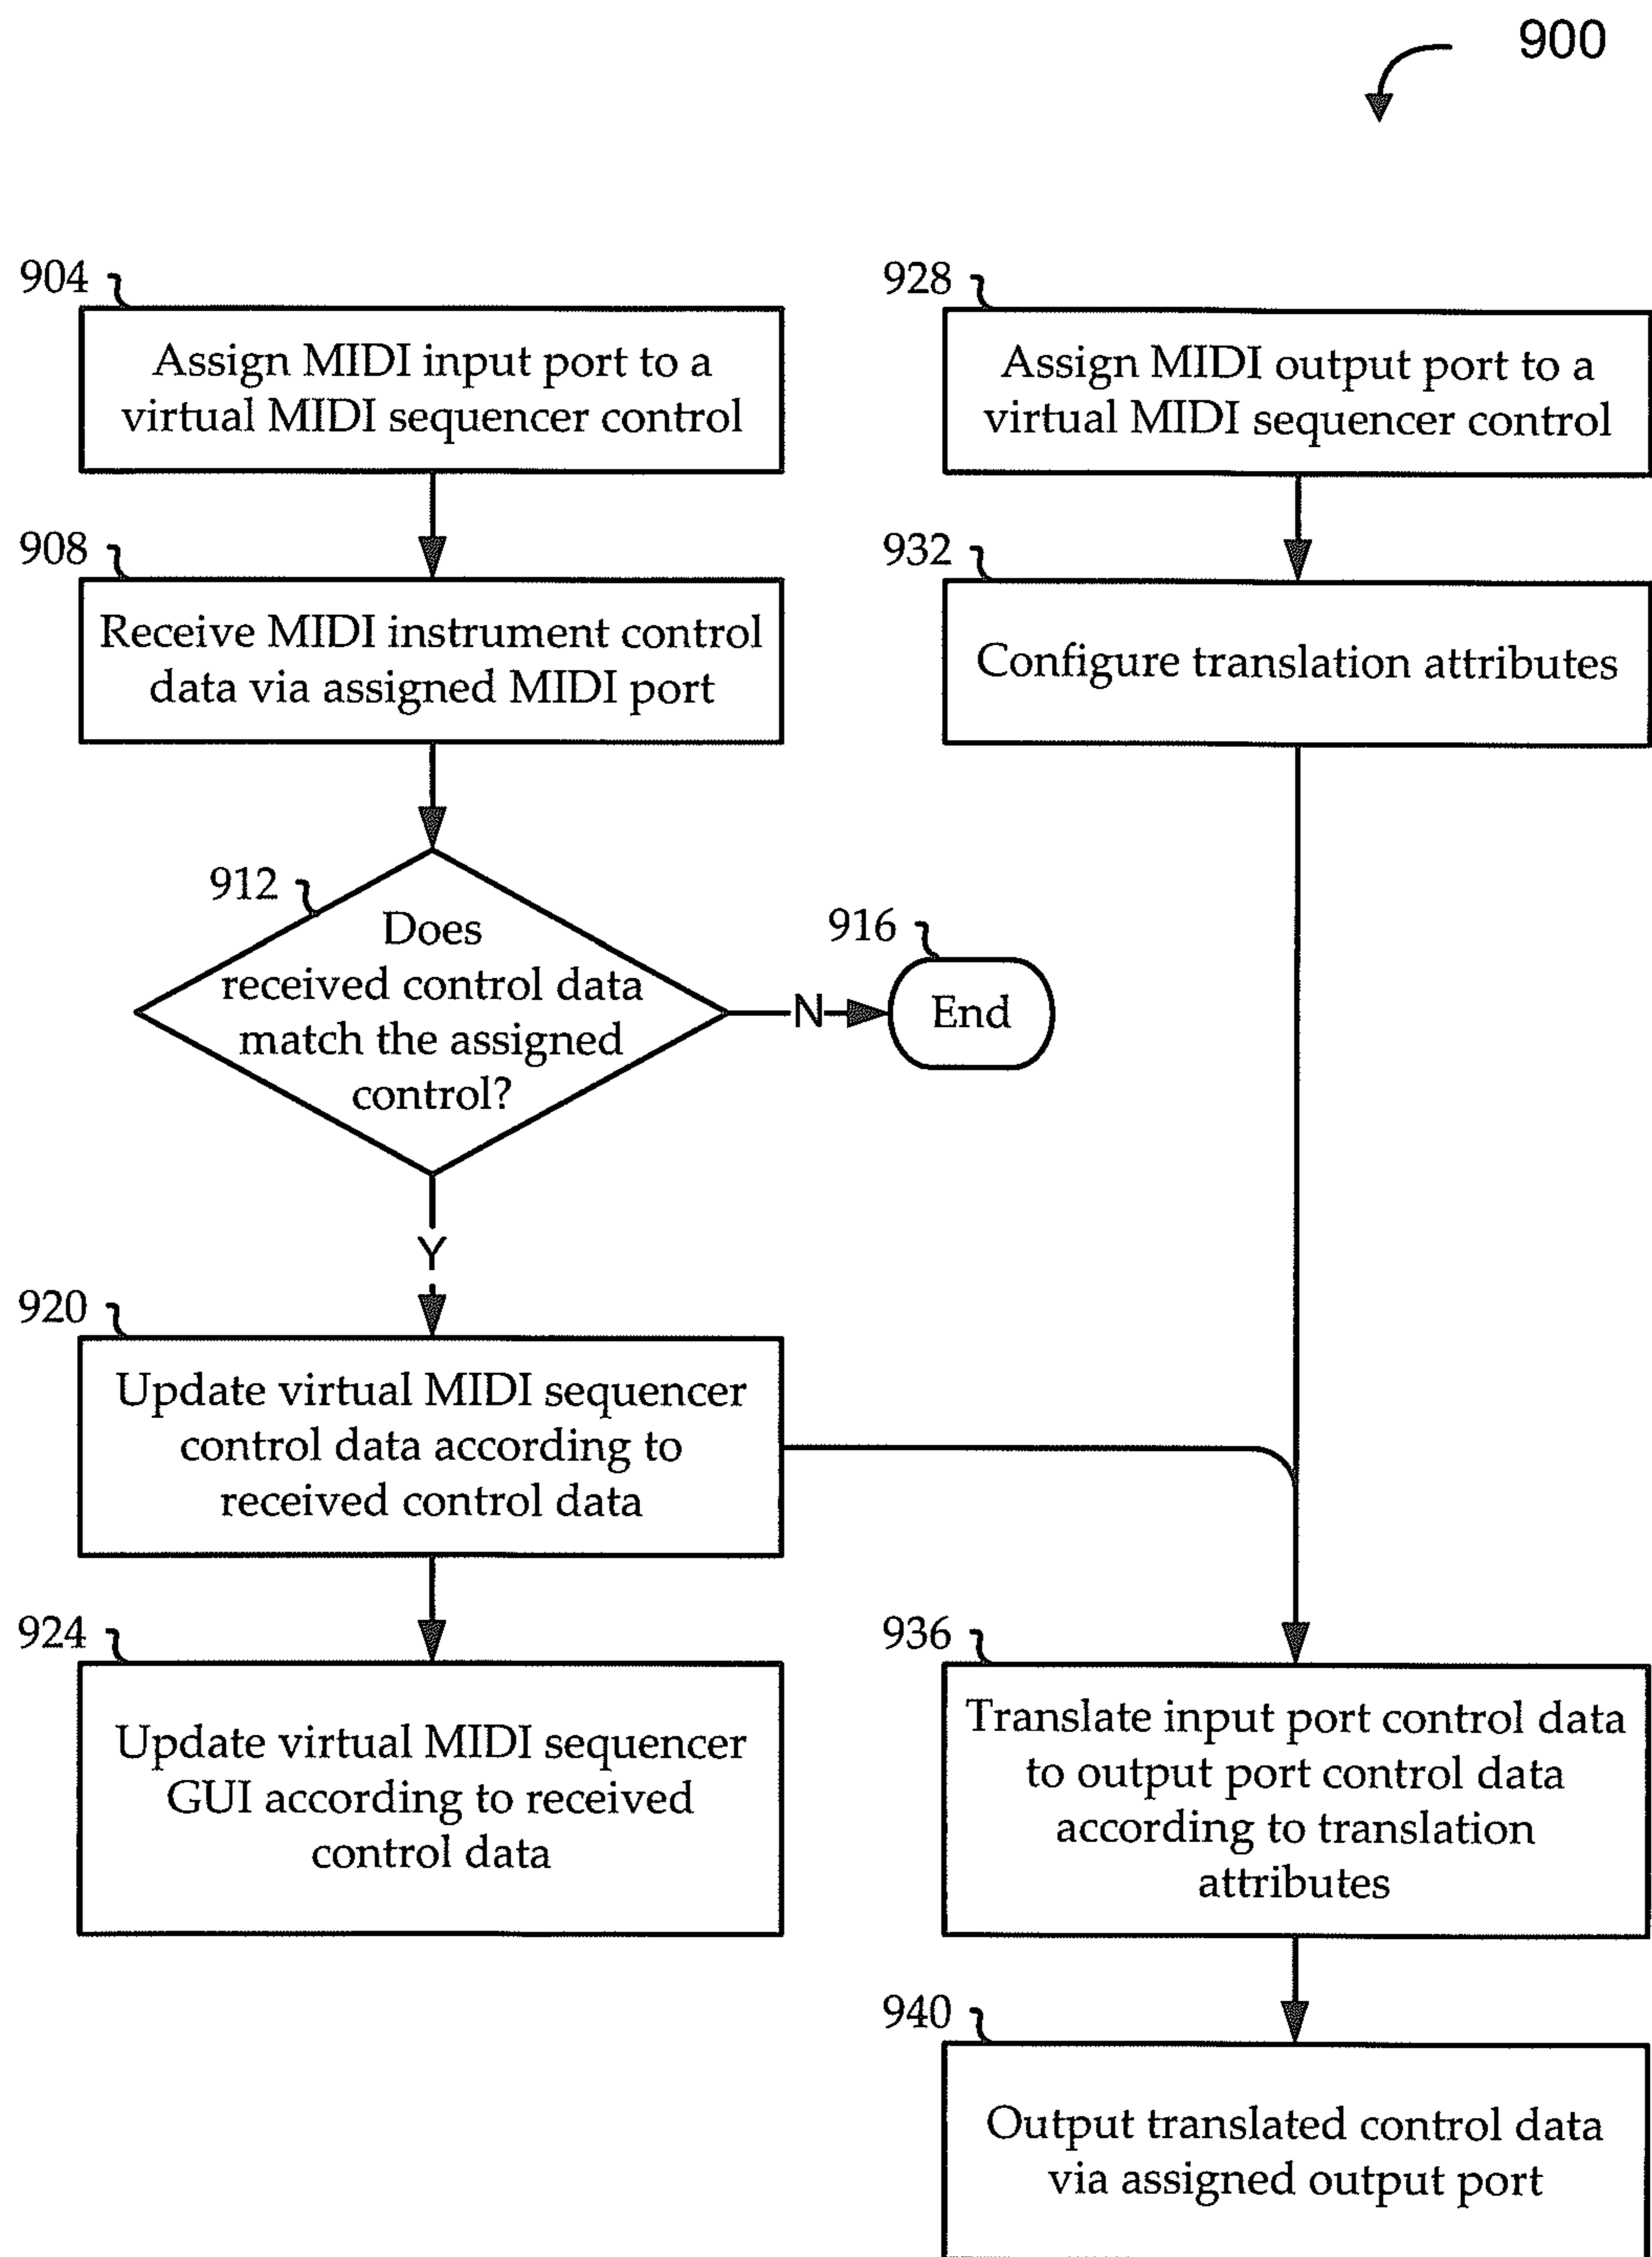 900
904
Assign MIDI input port to a
virtual MIDI sequencer control
908
Receive MIDI instrument control
data via assigned MIDI port
912
Does
received control data
match the assigned
control?
N
916
End
Y
920
Update virtual MIDI sequencer
control data according to
received control data
924
Update virtual MIDI sequencer
GUI according to received
control data
928
Assign MIDI output port to a
virtual MIDI sequencer control
932
Configure translation attributes
936
Translate input port control data
to output port control data
according to translation
attributes
940
Output translated control data
via assigned output port